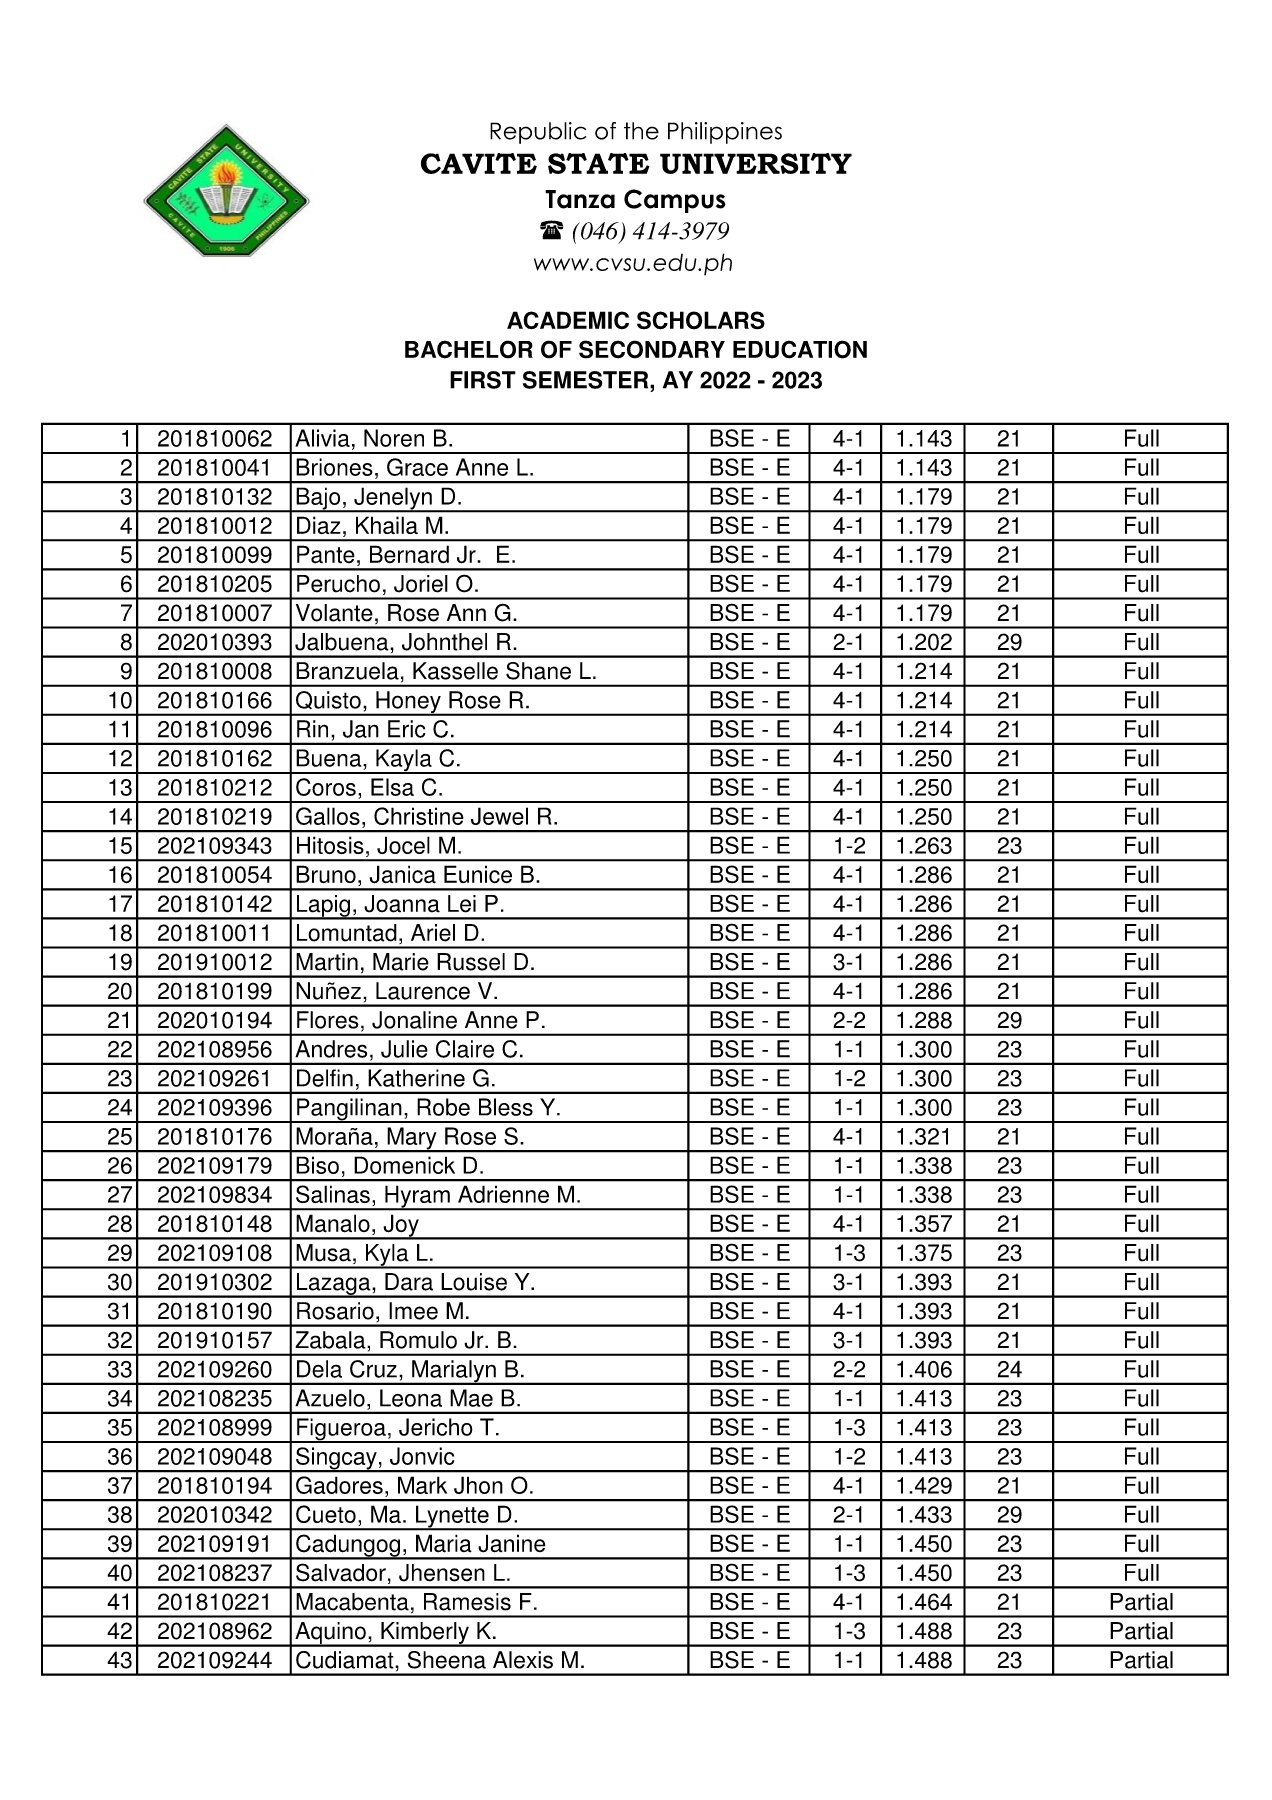 Republic of the Philippines
CAVITE STATE UNIVERSITY
CAVITE STATE UNIVERSITY
CAVITE PHILIPPINES
1906
Tanza Campus
☎ (046) 414-3979
www.cvsu.edu.ph
ACADEMIC SCHOLARS
BACHELOR OF SECONDARY EDUCATION
FIRST SEMESTER, AY 2022 - 2023
1 201810062 Alivia, Noren B. BSE - E 4-1 1.143 21 Full
2 201810041 Briones, Grace Anne L. BSE - E 4-1 1.143 21 Full
3 201810132 Bajo, Jenelyn D. BSE - E 4-1 1.179 21 Full
4 201810012 Diaz, Khaila M. BSE - E 4-1 1.179 21 Full
5 201810099 Pante, Bernard Jr. E. BSE - E 4-1 1.179 21 Full
6 201810205 Perucho, Joriel O. BSE - E 4-1 1.179 21 Full
7 201810007 Volante, Rose Ann G. BSE - E 4-1 1.179 21 Full
8 202010393 Jalbuena, Johnthel R. BSE - E 2-1 1.202 29 Full
9 201810008 Branzuela, Kasselle Shane L. BSE - E 4-1 1.214 21 Full
10 201810166 Quisto, Honey Rose R. BSE - E 4-1 1.214 21 Full
11 201810096 Rin, Jan Eric C. BSE - E 4-1 1.214 21 Full
12 201810162 Buena, Kayla C. BSE - E 4-1 1.250 21 Full
13 201810212 Coros, Elsa C. BSE - E 4-1 1.250 21 Full
14 201810219 Gallos, Christine Jewel R. BSE - E 4-1 1.250 21 Full
15 202109343 Hitosis, Jocel M. BSE - E 1-2 1.263 23 Full
16 201810054 Bruno, Janica Eunice B. BSE - E 4-1 1.286 21 Full
17 201810142 Lapig, Joanna Lei P. BSE - E 4-1 1.286 21 Full
18 201810011 Lomuntad, Ariel D. BSE - E 4-1 1.286 21 Full
19 201910012 Martin, Marie Russel D. BSE - E 3-1 1.286 21 Full
20 201810199 Nuñez, Laurence V. BSE - E 4-1 1.286 21 Full
21 202010194 Flores, Jonaline Anne P. BSE - E 2-2 1.288 29 Full
22 202108956 Andres, Julie Claire C. BSE - E 1-1 1.300 23 Full
23 202109261 Delfin, Katherine G. BSE - E 1-2 1.300 23 Full
24 202109396 Pangilinan, Robe Bless Y. BSE - E 1-1 1.300 23 Full
25 201810176 Moraña, Mary Rose S. BSE - E 4-1 1.321 21 Full
26 202109179 Biso, Domenick D. BSE - E 1-1 1.338 23 Full
27 202109834 Salinas, Hyram Adrienne M. BSE - E 1-1 1.338 23 Full
28 201810148 Manalo, Joy BSE - E 4-1 1.357 21 Full
29 202109108 Musa, Kyla L. BSE - E 1-3 1.375 23 Full
30 201910302 Lazaga, Dara Louise Y. BSE - E 3-1 1.393 21 Full
31 201810190 Rosario, Imee M. BSE - E 4-1 1.393 21 Full
32 201910157 Zabala, Romulo Jr. B. BSE - E 3-1 1.393 21 Full
33 202109260 Dela Cruz, Marialyn B. BSE - E 2-2 1.406 24 Full
34 202108235 Azuelo, Leona Mae B. BSE - E 1-1 1.413 23 Full
35 202108999 Figueroa, Jericho T. BSE - E 1-3 1.413 23 Full
36 202109048 Singcay, Jonvic BSE - E 1-2 1.413 23 Full
37 201810194 Gadores, Mark Jhon O. BSE - E 4-1 1.429 21 Full
38 202010342 Cueto, Ma. Lynette D. BSE - E 2-1 1.433 29 Full
39 202109191 Cadungog, Maria Janine BSE - E 1-1 1.450 23 Full
40 202108237 Salvador, Jhensen L. BSE - E 1-3 1.450 23 Full
41 201810221 Macabenta, Ramesis F. BSE - E 4-1 1.464 21 Partial
42 202108962 Aquino, Kimberly K. BSE - E 1-3 1.488 23 Partial
43 202109244 Cudiamat, Sheena Alexis M. BSE - E 1-1 1.488 23 Partial